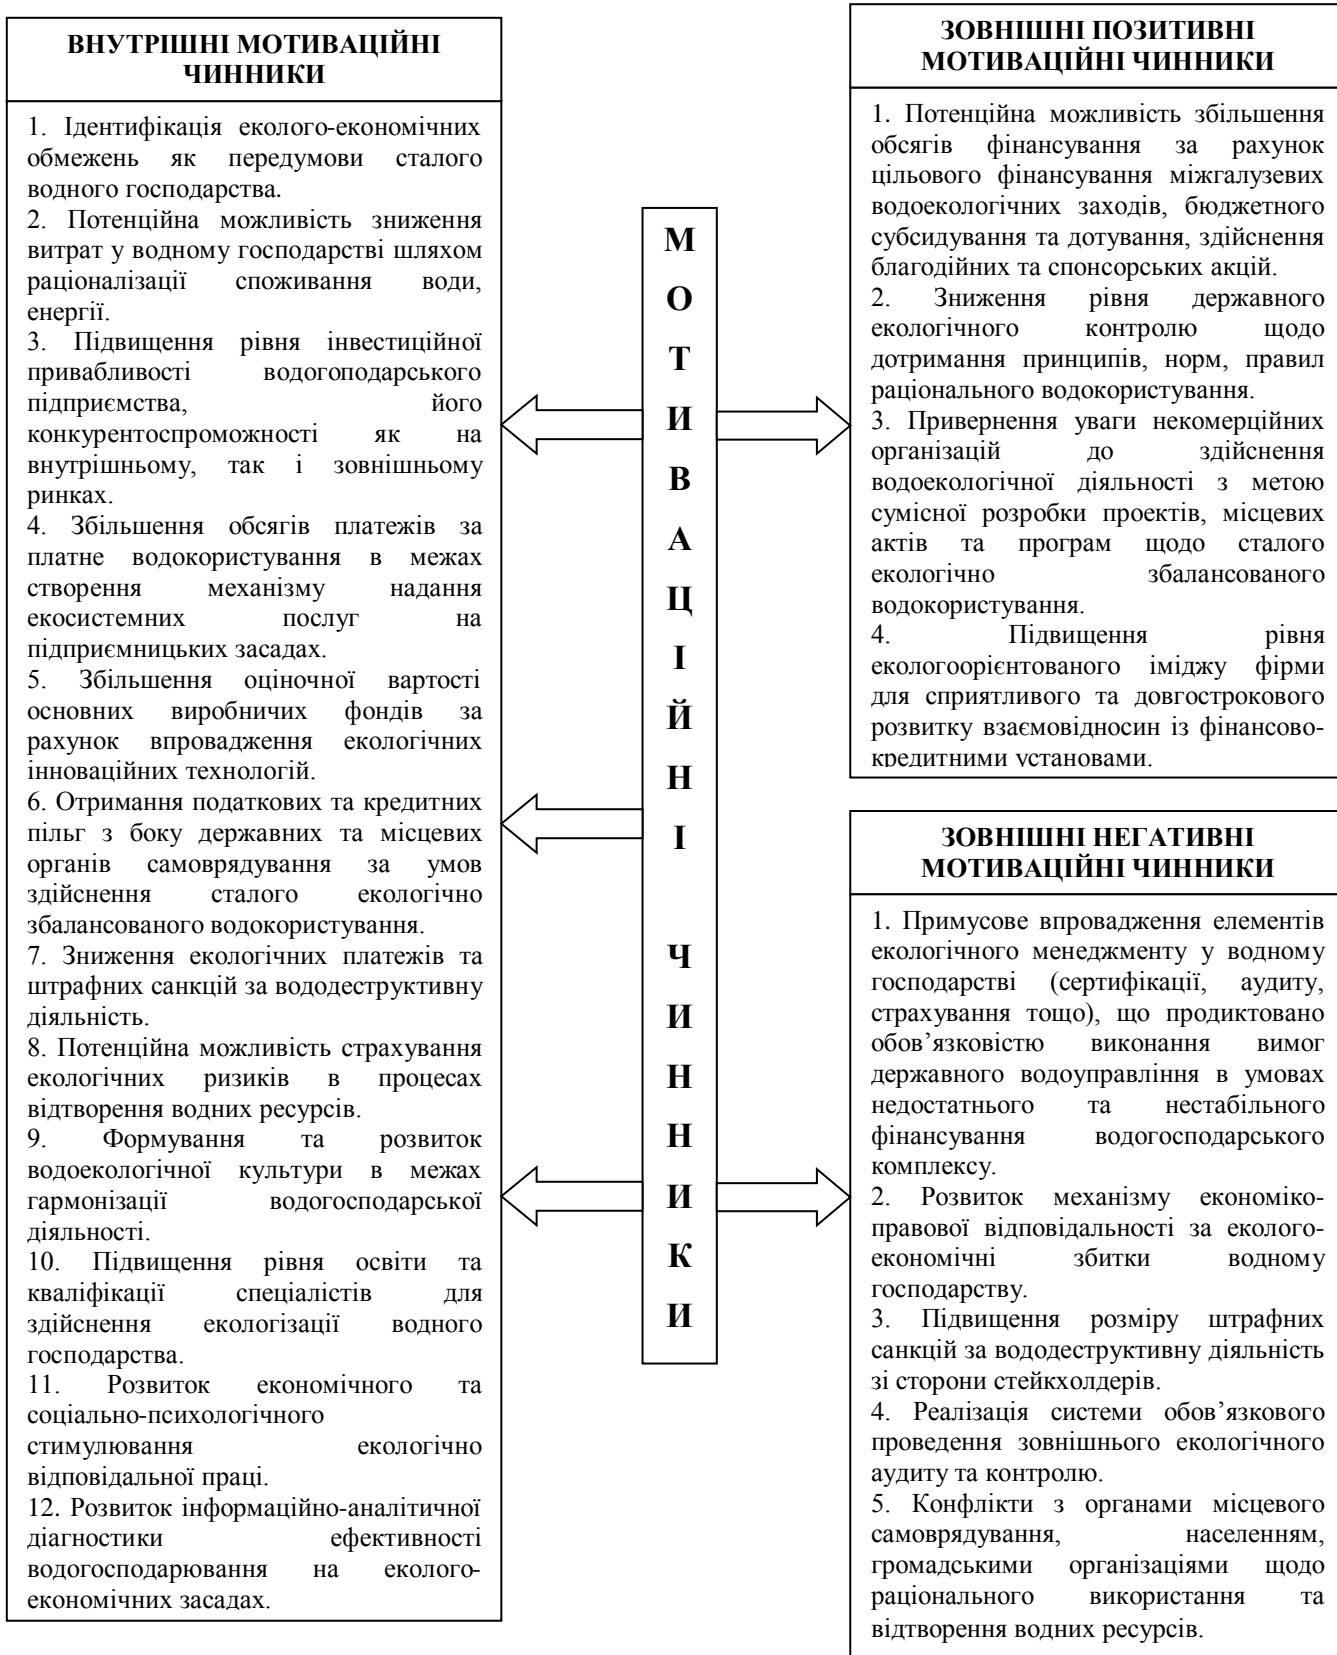 ВНУТРІШНІ МОТИВАЦІЙНІ
ЧИННИКИ
1. Ідентифікація еколого-економічних
обмежень як передумови сталого
водного господарства.
2. Потенційна можливість зниження
витрат у водному господарстві шляхом
раціоналізації споживання води,
енергії.
3. Підвищення рівня інвестиційної
привабливості водогоподарського
підприємства, його
конкурентоспроможності як на
внутрішньому, так і зовнішньому
ринках.
4. Збільшення обсягів платежів за
платне водокористування в межах
створення механізму надання
екосистемних послуг на
підприємницьких засадах.
5. Збільшення оціночної вартості
основних виробничих фондів за
рахунок впровадження екологічних
інноваційних технологій.
6. Отримання податкових та кредитних
пільг з боку державних та місцевих
органів самоврядування за умов
здійснення сталого екологічно
збалансованого водокористування.
7. Зниження екологічних платежів та
штрафних санкцій за вододеструктивну
діяльність.
8. Потенційна можливість страхування
екологічних ризиків в процесах
відтворення водних ресурсів.
9. Формування та розвиток
водоекологічної культури в межах
гармонізації водогосподарської
діяльності.
10. Підвищення рівня освіти та
кваліфікації спеціалістів для
здійснення екологізації водного
господарства.
11. Розвиток економічного та
соціально-психологічного
стимулювання екологічно
відповідальної праці.
12. Розвиток інформаційно-аналітичної
діагностики ефективності
водогосподарювання на еколого-
економічних засадах.
М
О
Т
И
В
А
Ц
І
Й
Н
І
Ч
И
Н
Н
И
К
И
ЗОВНІШНІ ПОЗИТИВНІ
МОТИВАЦІЙНІ ЧИННИКИ
1. Потенційна можливість збільшення
обсягів фінансування за рахунок
цільового фінансування міжгалузевих
водоекологічних заходів, бюджетного
субсидування та дотування, здійснення
благодійних та спонсорських акцій.
2. Зниження рівня державного
екологічного контролю щодо
дотримання принципів, норм, правил
раціонального водокористування.
3. Привернення уваги некомерційних
організацій до здійснення
водоекологічної діяльності з метою
сумісної розробки проектів, місцевих
актів та програм щодо сталого
екологічно збалансованого
водокористування.
4. Підвищення рівня
екологоорієнтованого іміджу фірми
для сприятливого та довгострокового
розвитку взаємовідносин із фінансово-
кредитними установами.
ЗОВНІШНІ НЕГАТИВНІ
МОТИВАЦІЙНІ ЧИННИКИ
1. Примусове впровадження елементів
екологічного менеджменту у водному
господарстві (сертифікації, аудиту,
страхування тощо), що продиктовано
обов’язковістю виконання вимог
державного водоуправління в умовах
недостатнього та нестабільного
фінансування водогосподарського
комплексу.
2. Розвиток механізму економіко-
правової відповідальності за еколого-
економічні збитки водному
господарству.
3. Підвищення розміру штрафних
санкцій за вододеструктивну діяльність
зі сторони стейкхолдерів.
4. Реалізація системи обов’язкового
проведення зовнішнього екологічного
аудиту та контролю.
5. Конфлікти з органами місцевого
самоврядування, населенням,
громадськими організаціями щодо
раціонального використання та
відтворення водних ресурсів.